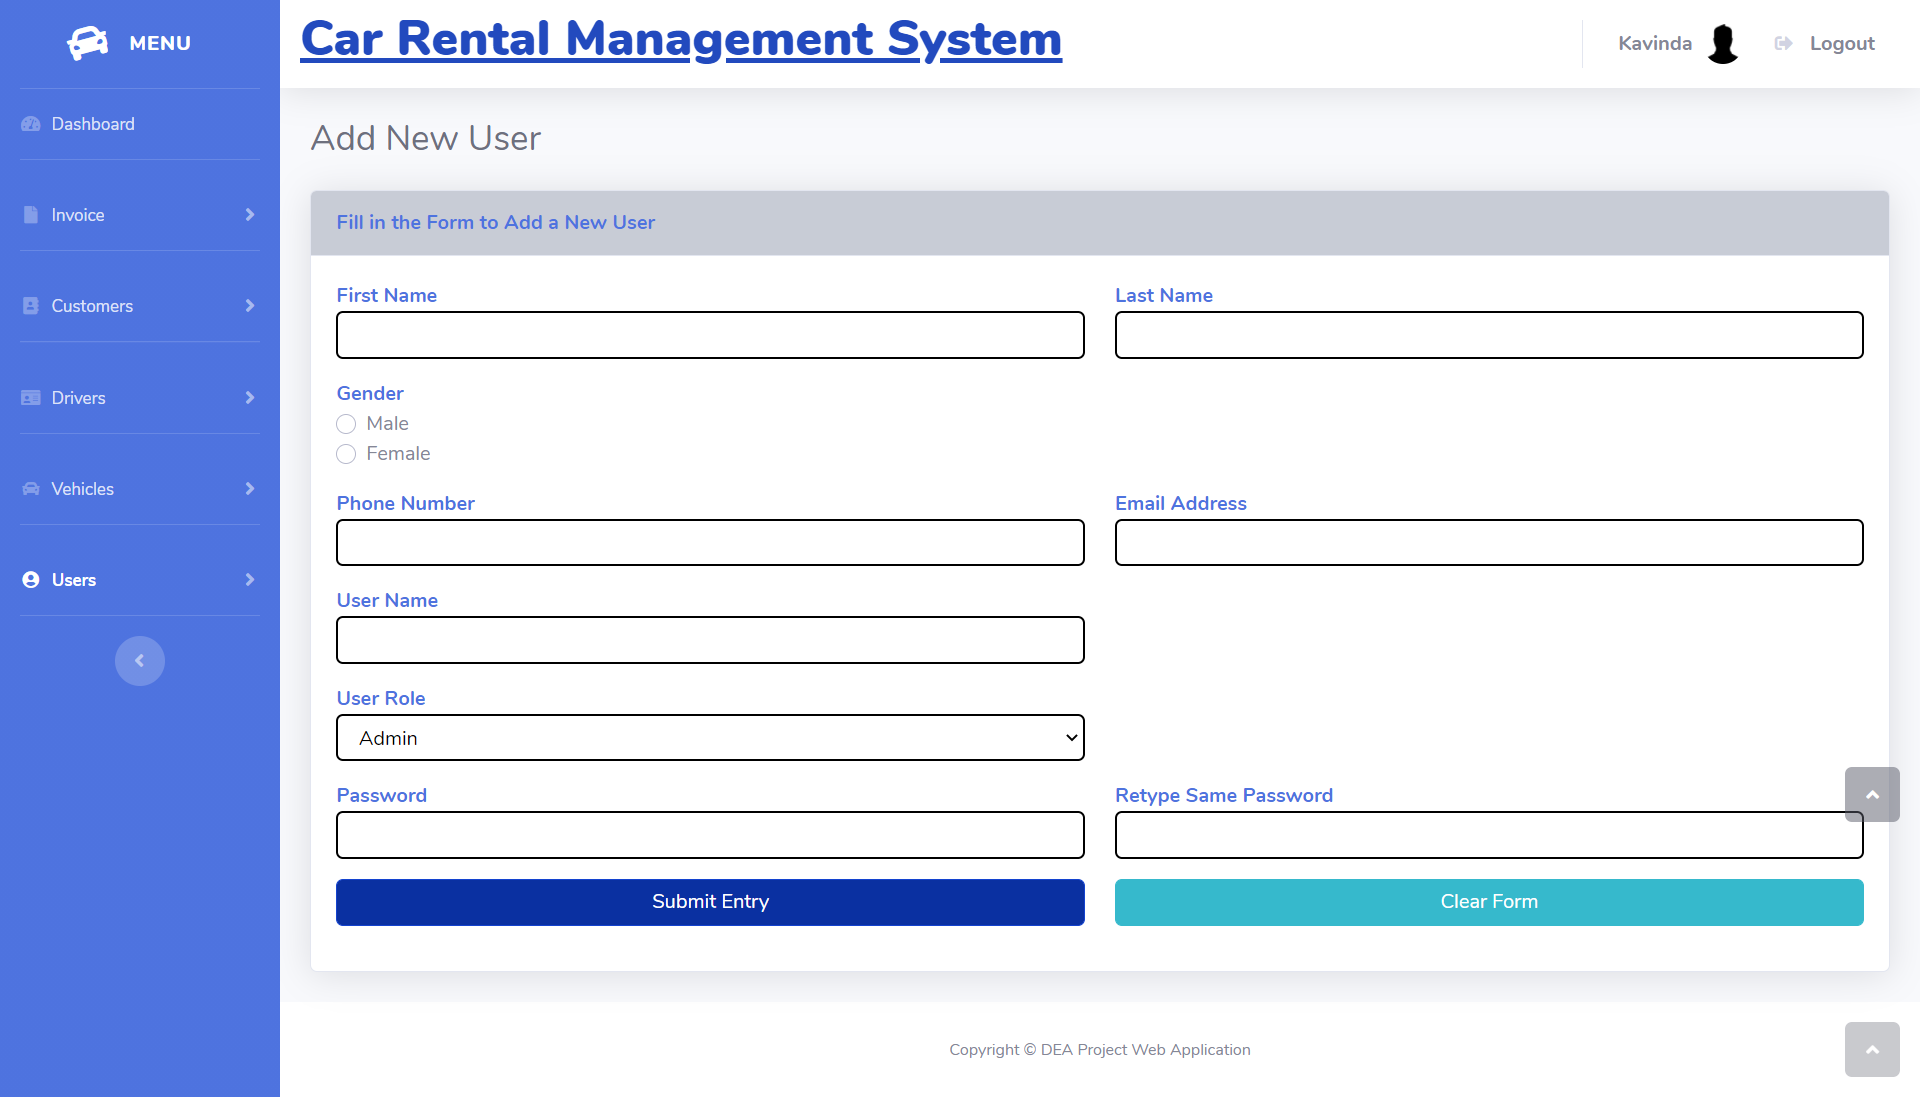 MENU
Dashboard
Invoice
Customers
Drivers
Vehicles
Users
Car Rental Management System
Kavinda
Logout
Add New User
Fill in the Form to Add a New User
First Name
Last Name
Gender
Male
Female
Phone Number
Email Address
User Name
User Role
Admin
Password
Retype Same Password
Submit Entry
Clear Form
Copyright © DEA Project Web Application